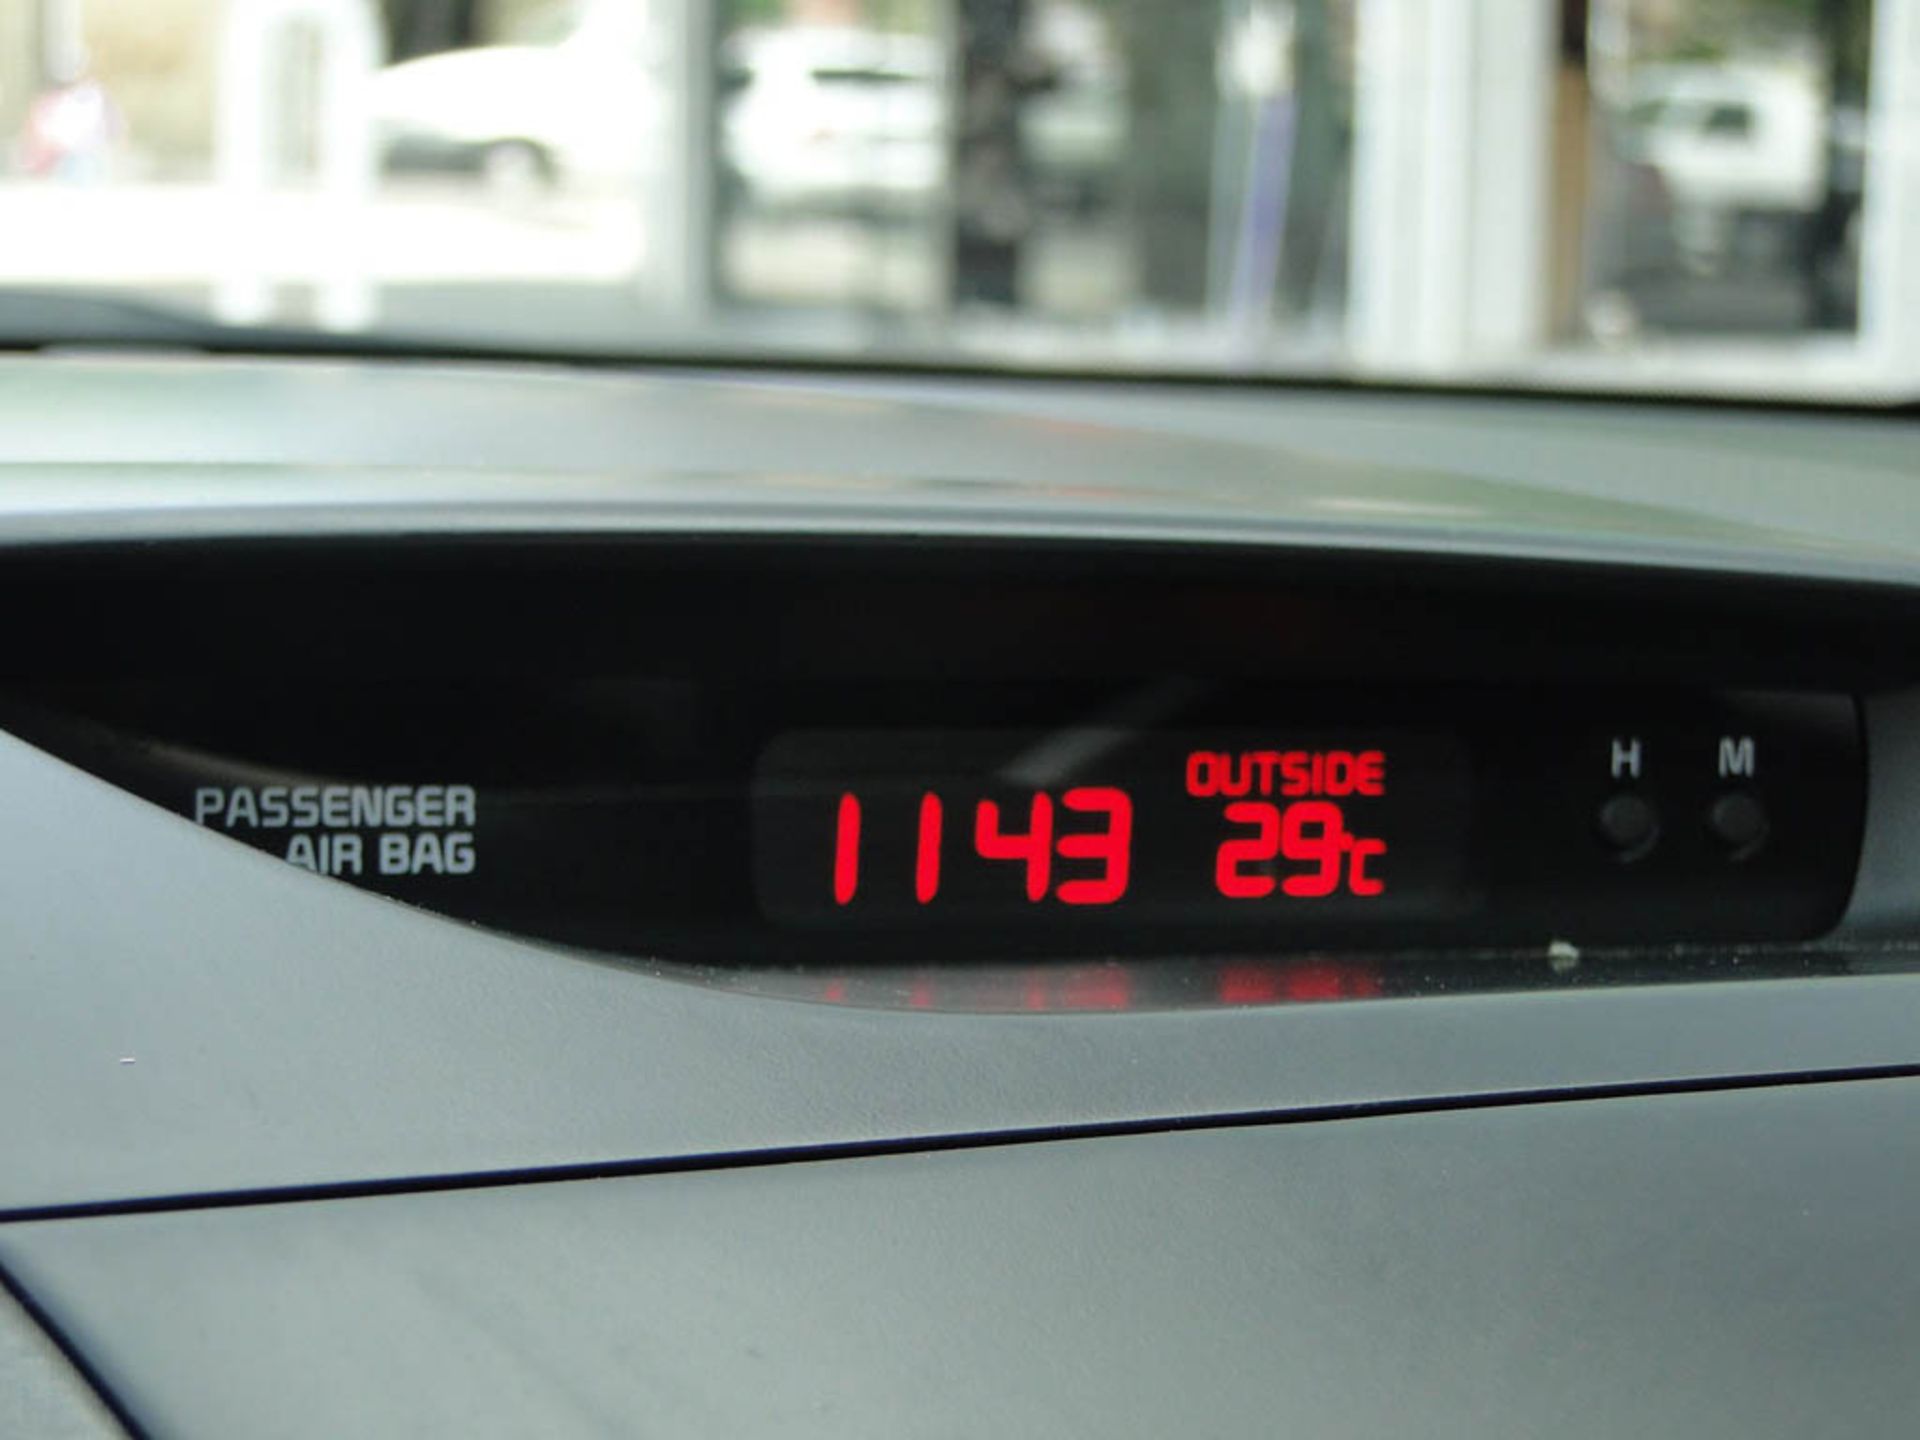 PASSENGER
AIR BAG
1143
OUTSIDE
29°C
H M